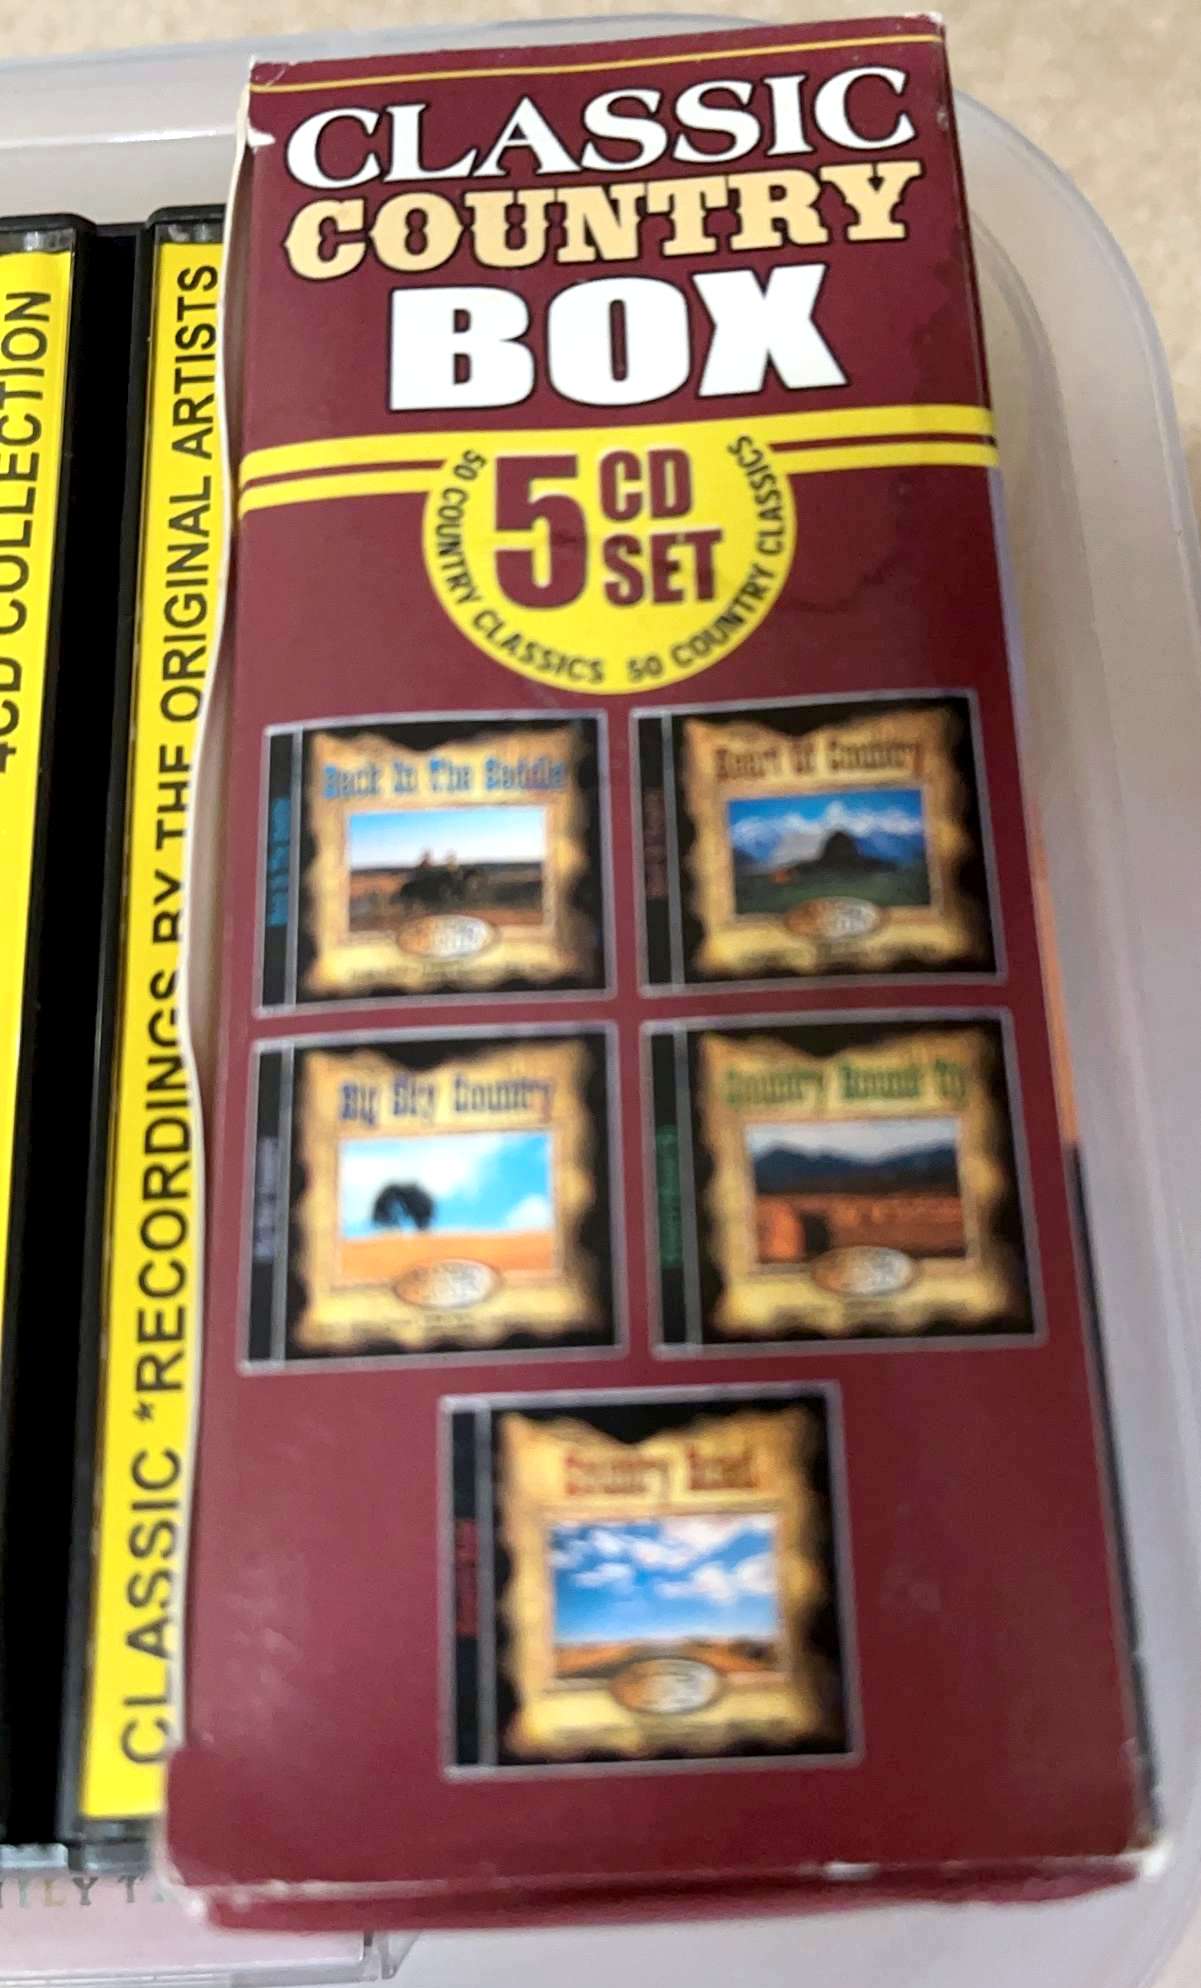 CLASSIC
COUNTRY
BOX
50 COUNTRY CLASSICS 50 COUNTRY CLASSICS
5 CD
SET
Back In The Saddle
Heart Of Country
Big Sky Country
Country Round Up
Country Road
4CD COLLECTION
CLASSIC *RECORDINGS BY THE ORIGINAL ARTISTS